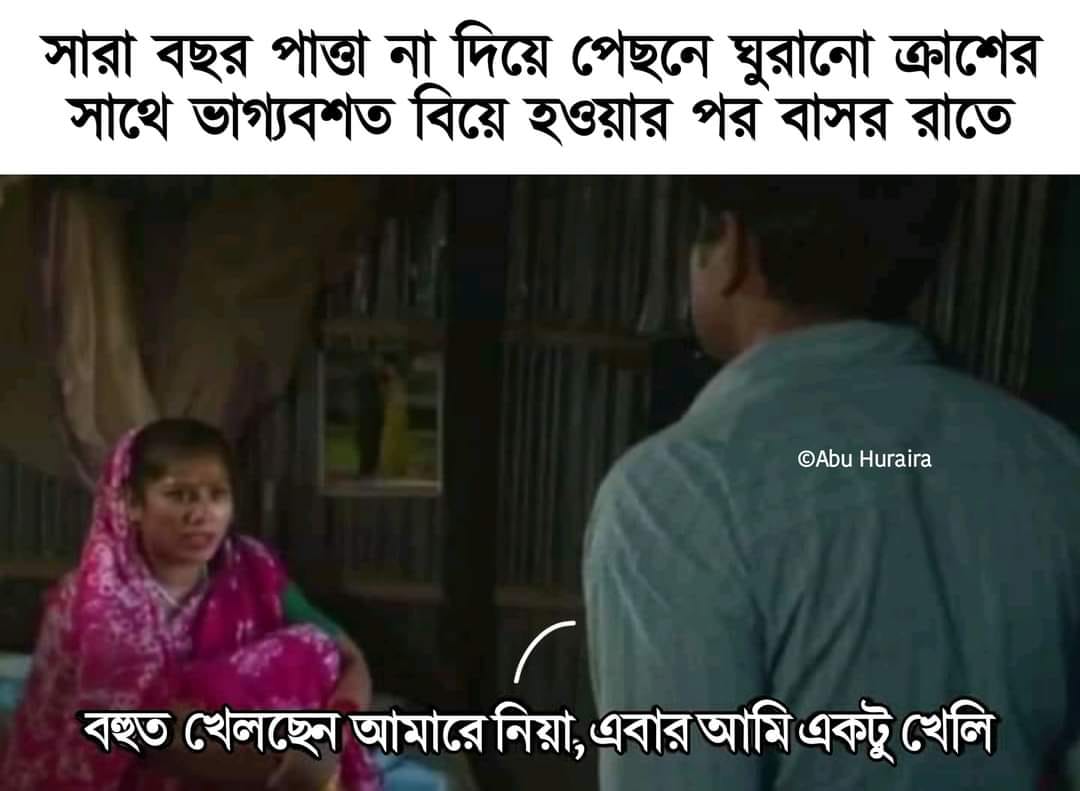 সারা বছর পাত্তা না দিয়ে পেছনে ঘুরানো ক্রাশের
সাথে ভাগ্যবশত বিয়ে হওয়ার পর বাসর রাতে
©Abu Huraira
বহুত খেলছেন আমারে নিয়া, এবার আমি একটু খেলি